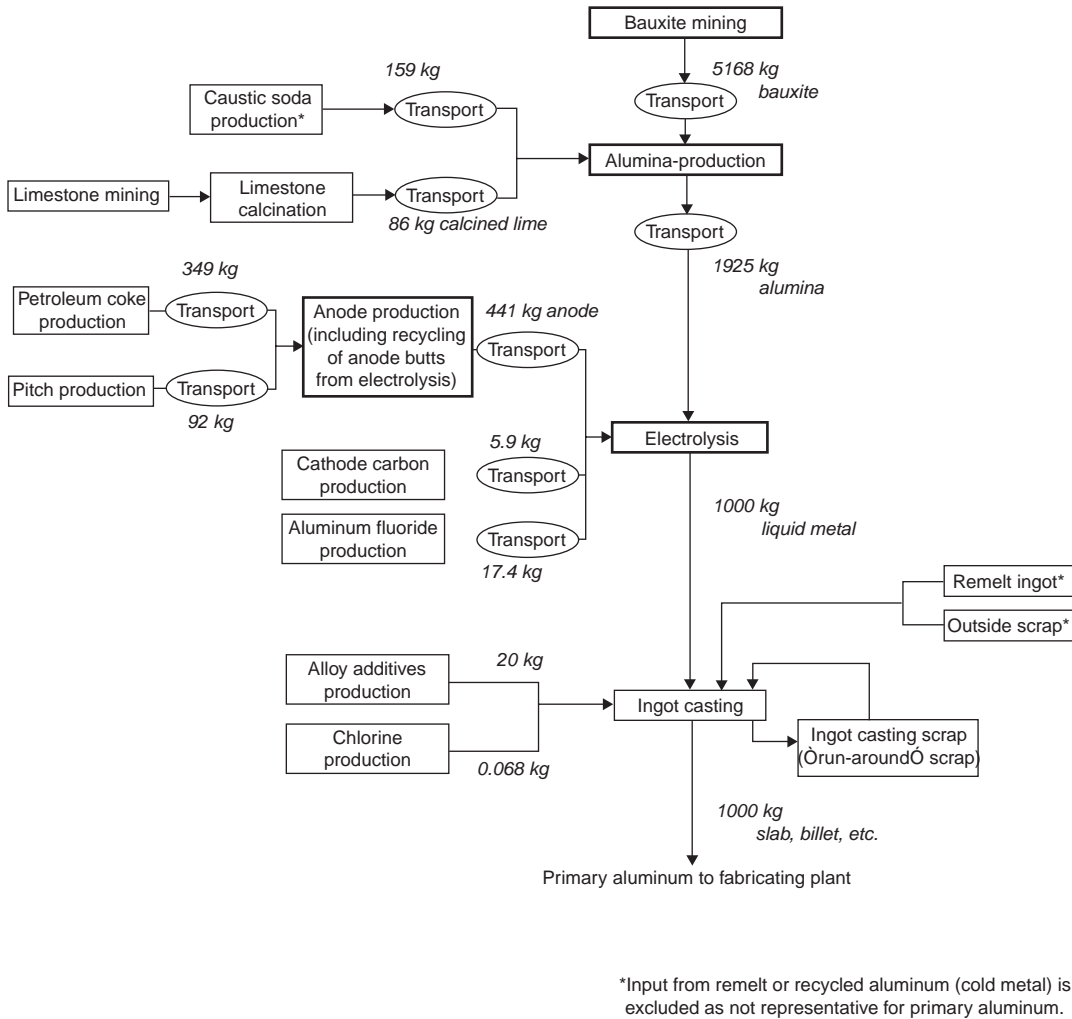 Bauxite mining
5168 kg
bauxite
Transport
159 kg
Caustic soda
production*
Transport
Alumina-production
Limestone mining
Limestone
calcination
Transport
86 kg calcined lime
Transport
1925 kg
alumina
349 kg
Petroleum coke
production
Transport
Anode production
(including recycling
of anode butts
from electrolysis)
441 kg anode
Transport
Pitch production
Transport
92 kg
Electrolysis
5.9 kg
Cathode carbon
production
Transport
1000 kg
liquid metal
Aluminum fluoride
production
Transport
17.4 kg
Remelt ingot*
Outside scrap*
Alloy additives
production
20 kg
Ingot casting
Chlorine
production
0.068 kg
Ingot casting scrap
(Òrun-aroundÓ scrap)
1000 kg
slab, billet, etc.
Primary aluminum to fabricating plant
*Input from remelt or recycled aluminum (cold metal) is
excluded as not representative for primary aluminum.